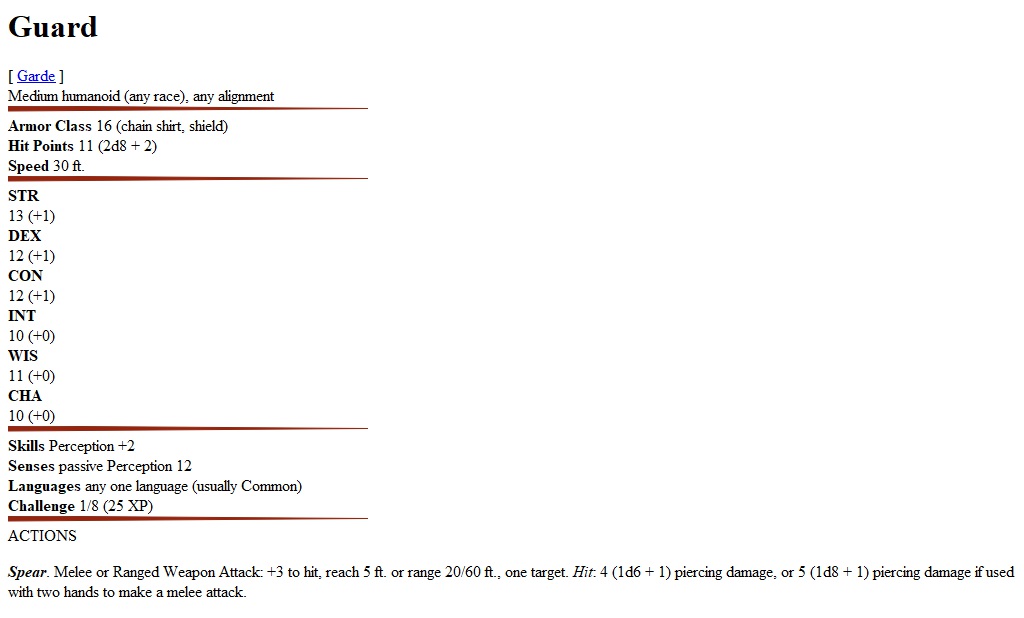 Guard
[ Garde ]
Medium humanoid (any race), any alignment
Armor Class 16 (chain shirt, shield)
Hit Points 11 (2d8 + 2)
Speed 30 ft.
STR
13 (+1)
DEX
12 (+1)
CON
12 (+1)
INT
10 (+0)
WIS
11 (+0)
CHA
10 (+0)
Skills Perception +2
Senses passive Perception 12
Languages any one language (usually Common)
Challenge 1/8 (25 XP)
ACTIONS
Spear. Melee or Ranged Weapon Attack: +3 to hit, reach 5 ft. or range 20/60 ft., one target. Hit: 4 (1d6 + 1) piercing damage, or 5 (1d8 + 1) piercing damage if used
with two hands to make a melee attack.